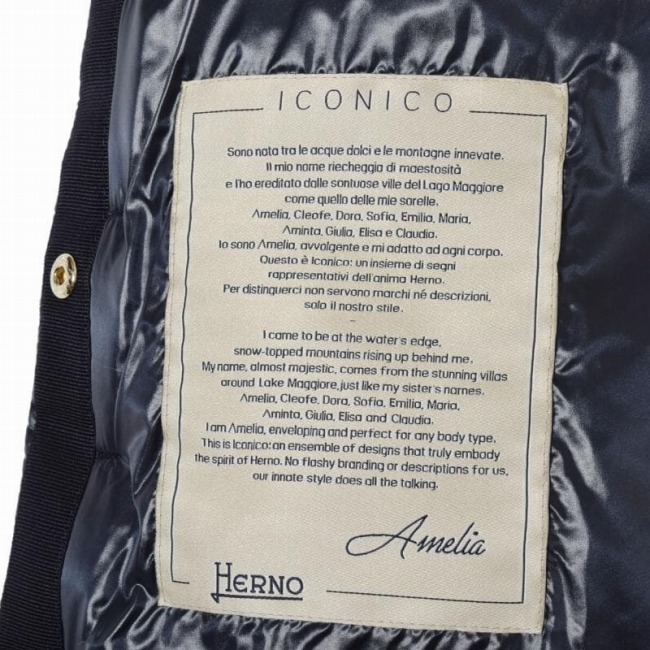 ICONICO
Sono nata tra le acque dolci e le montagne innevate.
Il mio nome riecheggia di maestosità
e l'ho ereditato dalle sontuose ville del Lago Maggiore
come quello delle mie sorelle.
Amelia, Cleofe, Dora, Sofia, Emilia, Maria,
Aminta, Giulia, Elisa e Claudia.
Io sono Amelia, avvolgente e mi adatto ad ogni corpo.
Questo è Iconico: un insieme di segni
rappresentativi dell'anima Herno.
Per distinguerci non servono marchi né descrizioni,
solo il nostro stile.
-
I came to be at the water's edge,
snow-topped mountains rising up behind me.
My name, almost majestic, comes from the stunning villas
around Lake Maggiore, just like my sister's names.
Amelia, Cleofe, Dora, Sofia, Emilia, Maria,
Aminta, Giulia, Elisa and Claudia.
I am Amelia, enveloping and perfect for any body type.
This is Iconico: an ensemble of designs that truly embody
the spirit of Herno. No flashy branding or descriptions for us,
our innate style does all the talking.
Amelia
HERNO